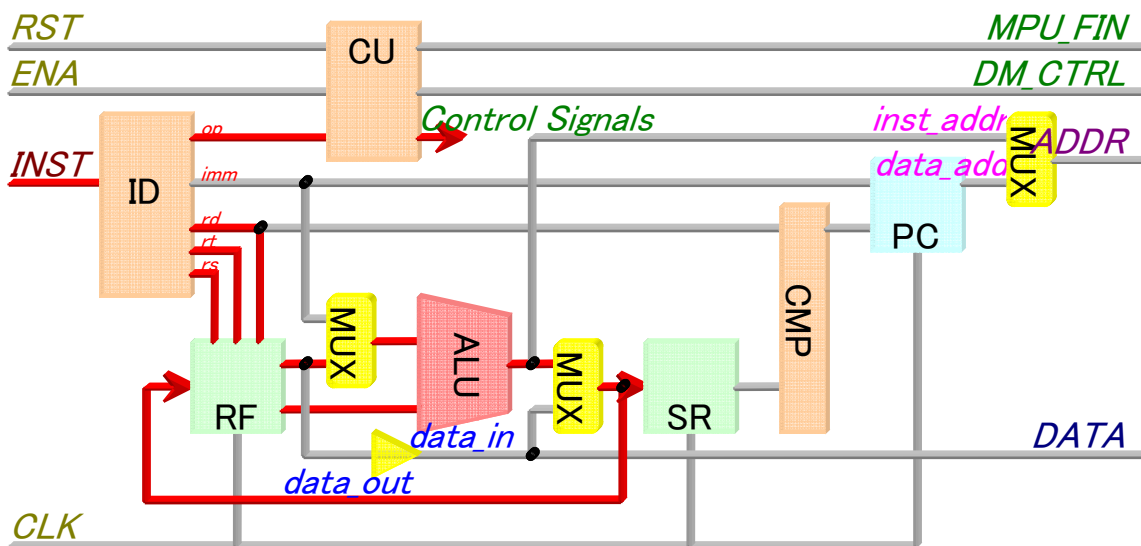 RST
CU
MPU_FIN
ENA
DM_CTRL
op
Control Signals
inst_addr
MUX
ADDR
INST
ID
imm
data_add
rd
PC
rt
rs
MUX
ALU
MUX
CMP
RF
SR
data_in
DATA
data_out
CLK